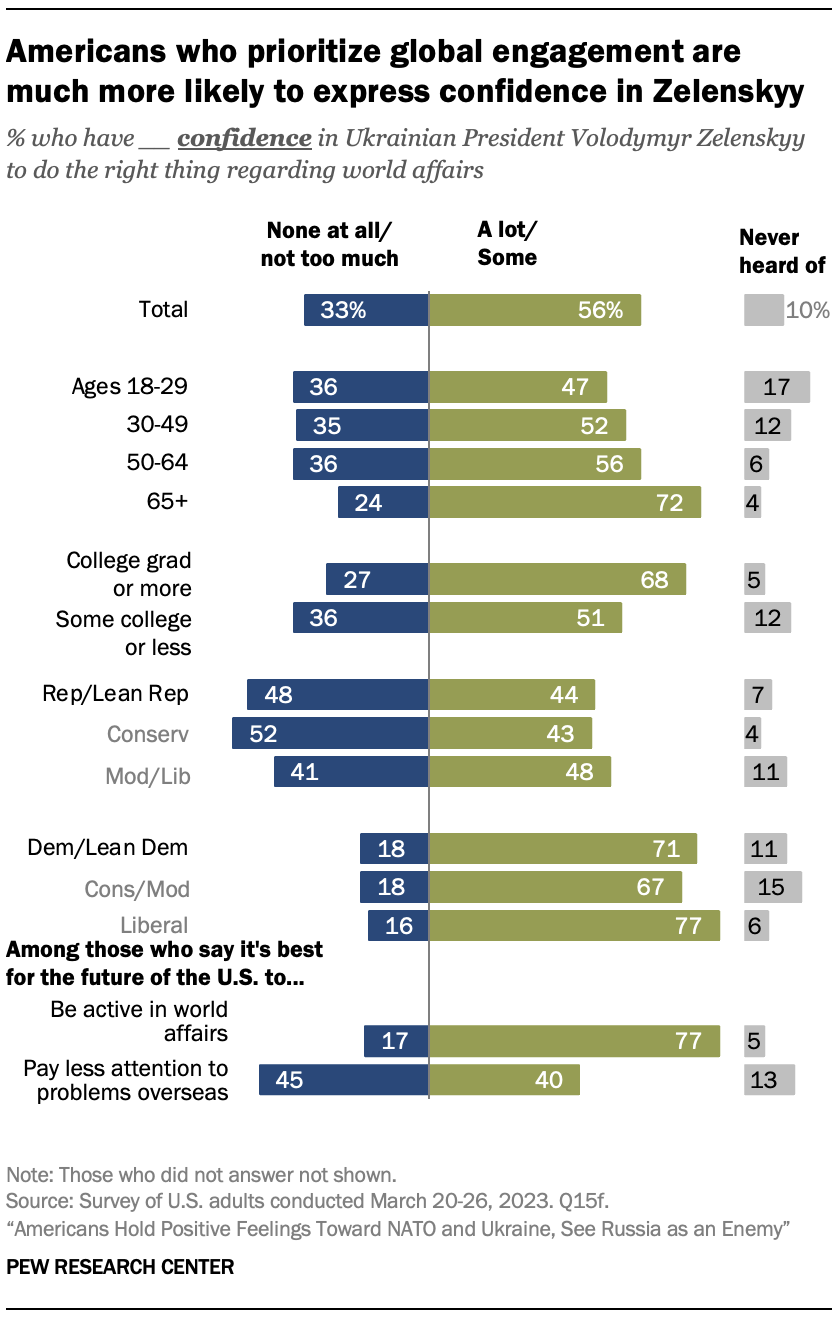 Americans who prioritize global engagement are
much more likely to express confidence in Zelenskyy
% who have __ confidence in Ukrainian President Volodymyr Zelenskyy
to do the right thing regarding world affairs
None at all/
not too much
A lot/
Some
Never
heard of
Total 33% 56% 10%
Ages 18-29 36 47 17
30-49 35 52 12
50-64 36 56 6
65+ 24 72 4
College grad
or more 27 68 5
Some college
or less 36 51 12
Rep/Lean Rep 48 44 7
Conserv 52 43 4
Mod/Lib 41 48 11
Dem/Lean Dem 18 71 11
Cons/Mod 18 67 15
Liberal 16 77 6
Among those who say it's best
for the future of the U.S. to...
Be active in world
affairs 17 77 5
Pay less attention to
problems overseas 45 40 13
Note: Those who did not answer not shown.
Source: Survey of U.S. adults conducted March 20-26, 2023. Q15f.
“Americans Hold Positive Feelings Toward NATO and Ukraine, See Russia as an Enemy”
PEW RESEARCH CENTER